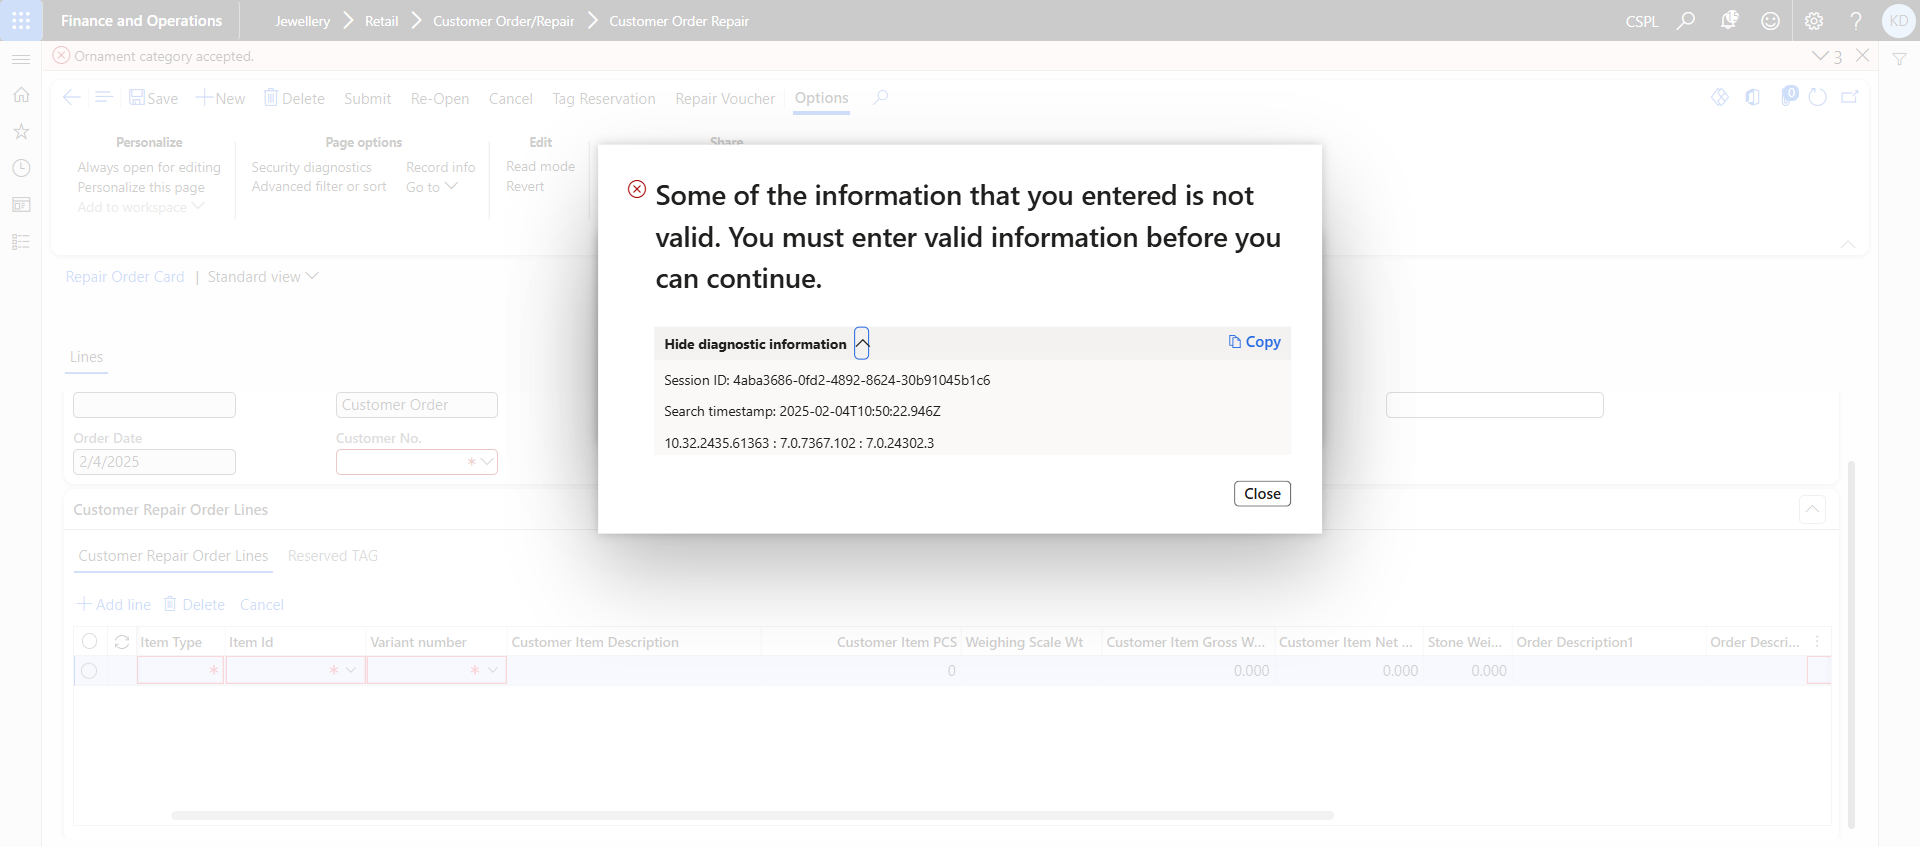 Finance and Operations
Jewellery
Retail
Customer Order/Repair
Customer Order Repair
CSPL
15
KD
Ornament category accepted.
3
Save
New
Delete
Submit
Re-Open
Cancel
Tag Reservation
Repair Voucher
Options
0
Personalize
Always open for editing
Personalize this page
Add to workspace
Page options
Security diagnostics
Advanced filter or sort
Record info
Go to
Edit
Read mode
Revert
Share
Some of the information that you entered is not
valid. You must enter valid information before you
can continue.
Hide diagnostic information
Copy
Session ID: 4aba3686-0fd2-4892-8624-30b91045b1c6
Search timestamp: 2025-02-04T10:50:22.946Z
10.32.2435.61363 : 7.0.7367.102 : 7.0.24302.3
Close
Repair Order Card | Standard view
Lines
Customer Order
Order Date
Customer No.
2/4/2025
*
Customer Repair Order Lines
Customer Repair Order Lines
Reserved TAG
Add line
Delete
Cancel
Item Type
Item Id
Variant number
Customer Item Description
Customer Item PCS
Weighing Scale Wt
Customer Item Gross W...
Customer Item Net ...
Stone Wei...
Order Description1
Order Descri...
*
*
*
0
0.000
0.000
0.000